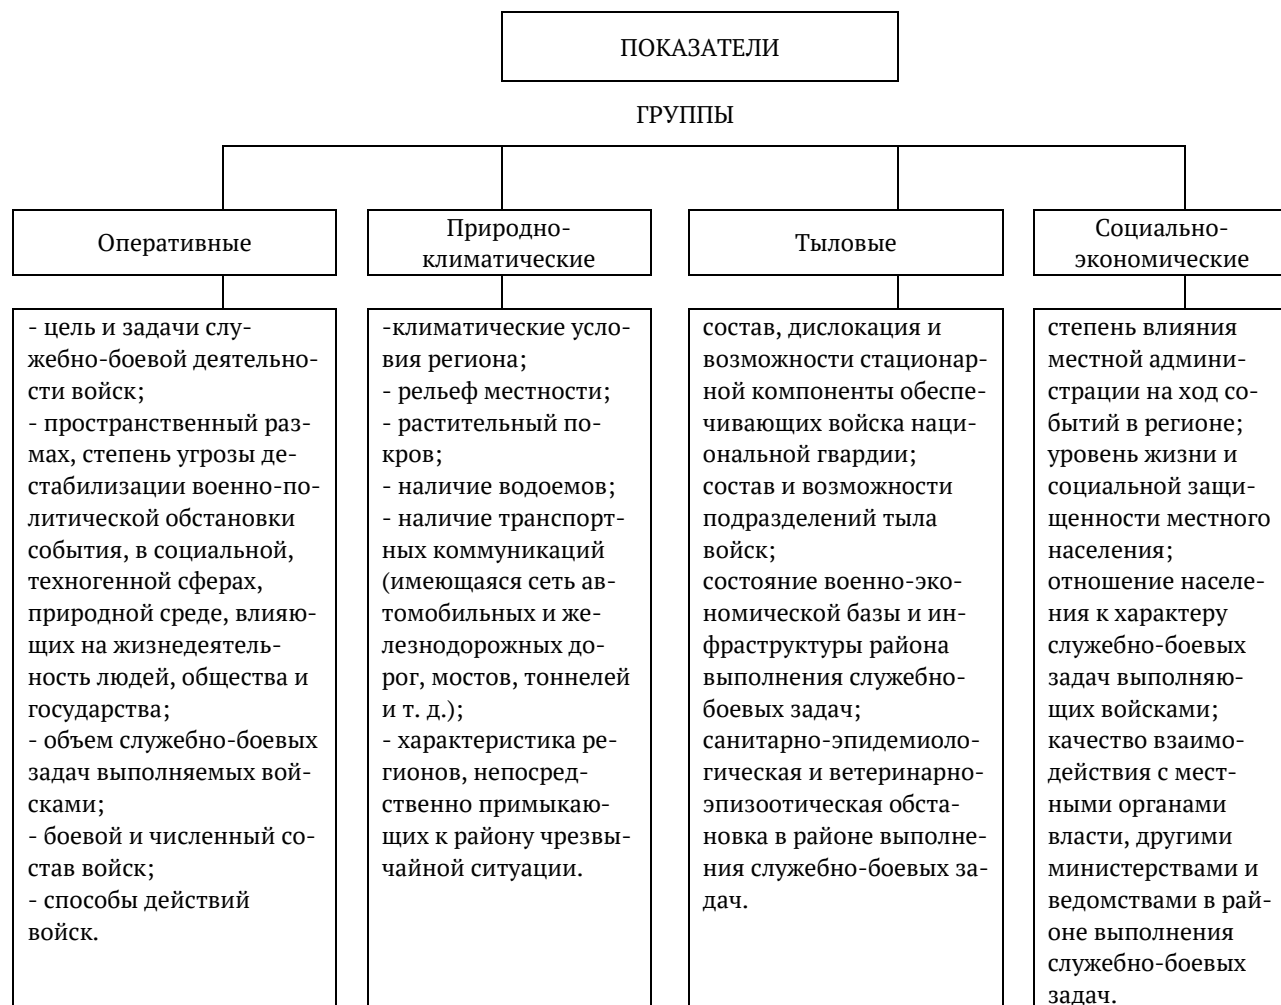 ПОКАЗАТЕЛИ
ГРУППЫ
Оперативные
- цель и задачи слу-
жебно-боевой деятельно-
сти войск;
- пространственный раз-
мах, степень угрозы де-
стабилизации военно-по-
литической обстановки
события, в социальной,
техногенной сферах,
природной среде, влияю-
щих на жизнедеятель-
ность людей, общества и
государства;
- объем служебно-боевых
задач выполняемых вой-
сками;
- боевой и численный со-
став войск;
- способы действий
войск.
Природно-
климатические
-климатические усло-
вия региона;
- рельеф местности;
- растительный по-
кров;
- наличие водоемов;
- наличие транспорт-
ных коммуникаций
(имеющаяся сеть ав-
томобильных и же-
лезнодорожных до-
рог, мостов, тоннелей
и т. д.);
- характеристика ре-
гионов, непосред-
ственно примыкаю-
щих к району чрезвы-
чайной ситуации.
Тыловые
состав, дислокация и
возможности стационар-
ной компоненты обеспе-
чивающих войска наци-
ональной гвардии;
состав и возможности
подразделений тыла
войск;
состояние военно-эко-
номической базы и ин-
фраструктуры района
выполнения служебно-
боевых задач;
санитарно-эпидемиоло-
гическая и ветеринарно-
эпизоотическая обста-
новка в районе выполне-
ния служебно-боевых за-
дач.
Социально-
экономические
степень влияния
местной админи-
страции на ход со-
бытий в регионе;
уровень жизни и
социальной защи-
щенности местного
населения;
отношение населе-
ния к характеру
служебно-боевых
задач выполняю-
щих войсками;
качество взаимо-
действия с мест-
ными органами
власти, другими
министерствами и
ведомствами в рай-
оне выполнения
служебно-боевых
задач.